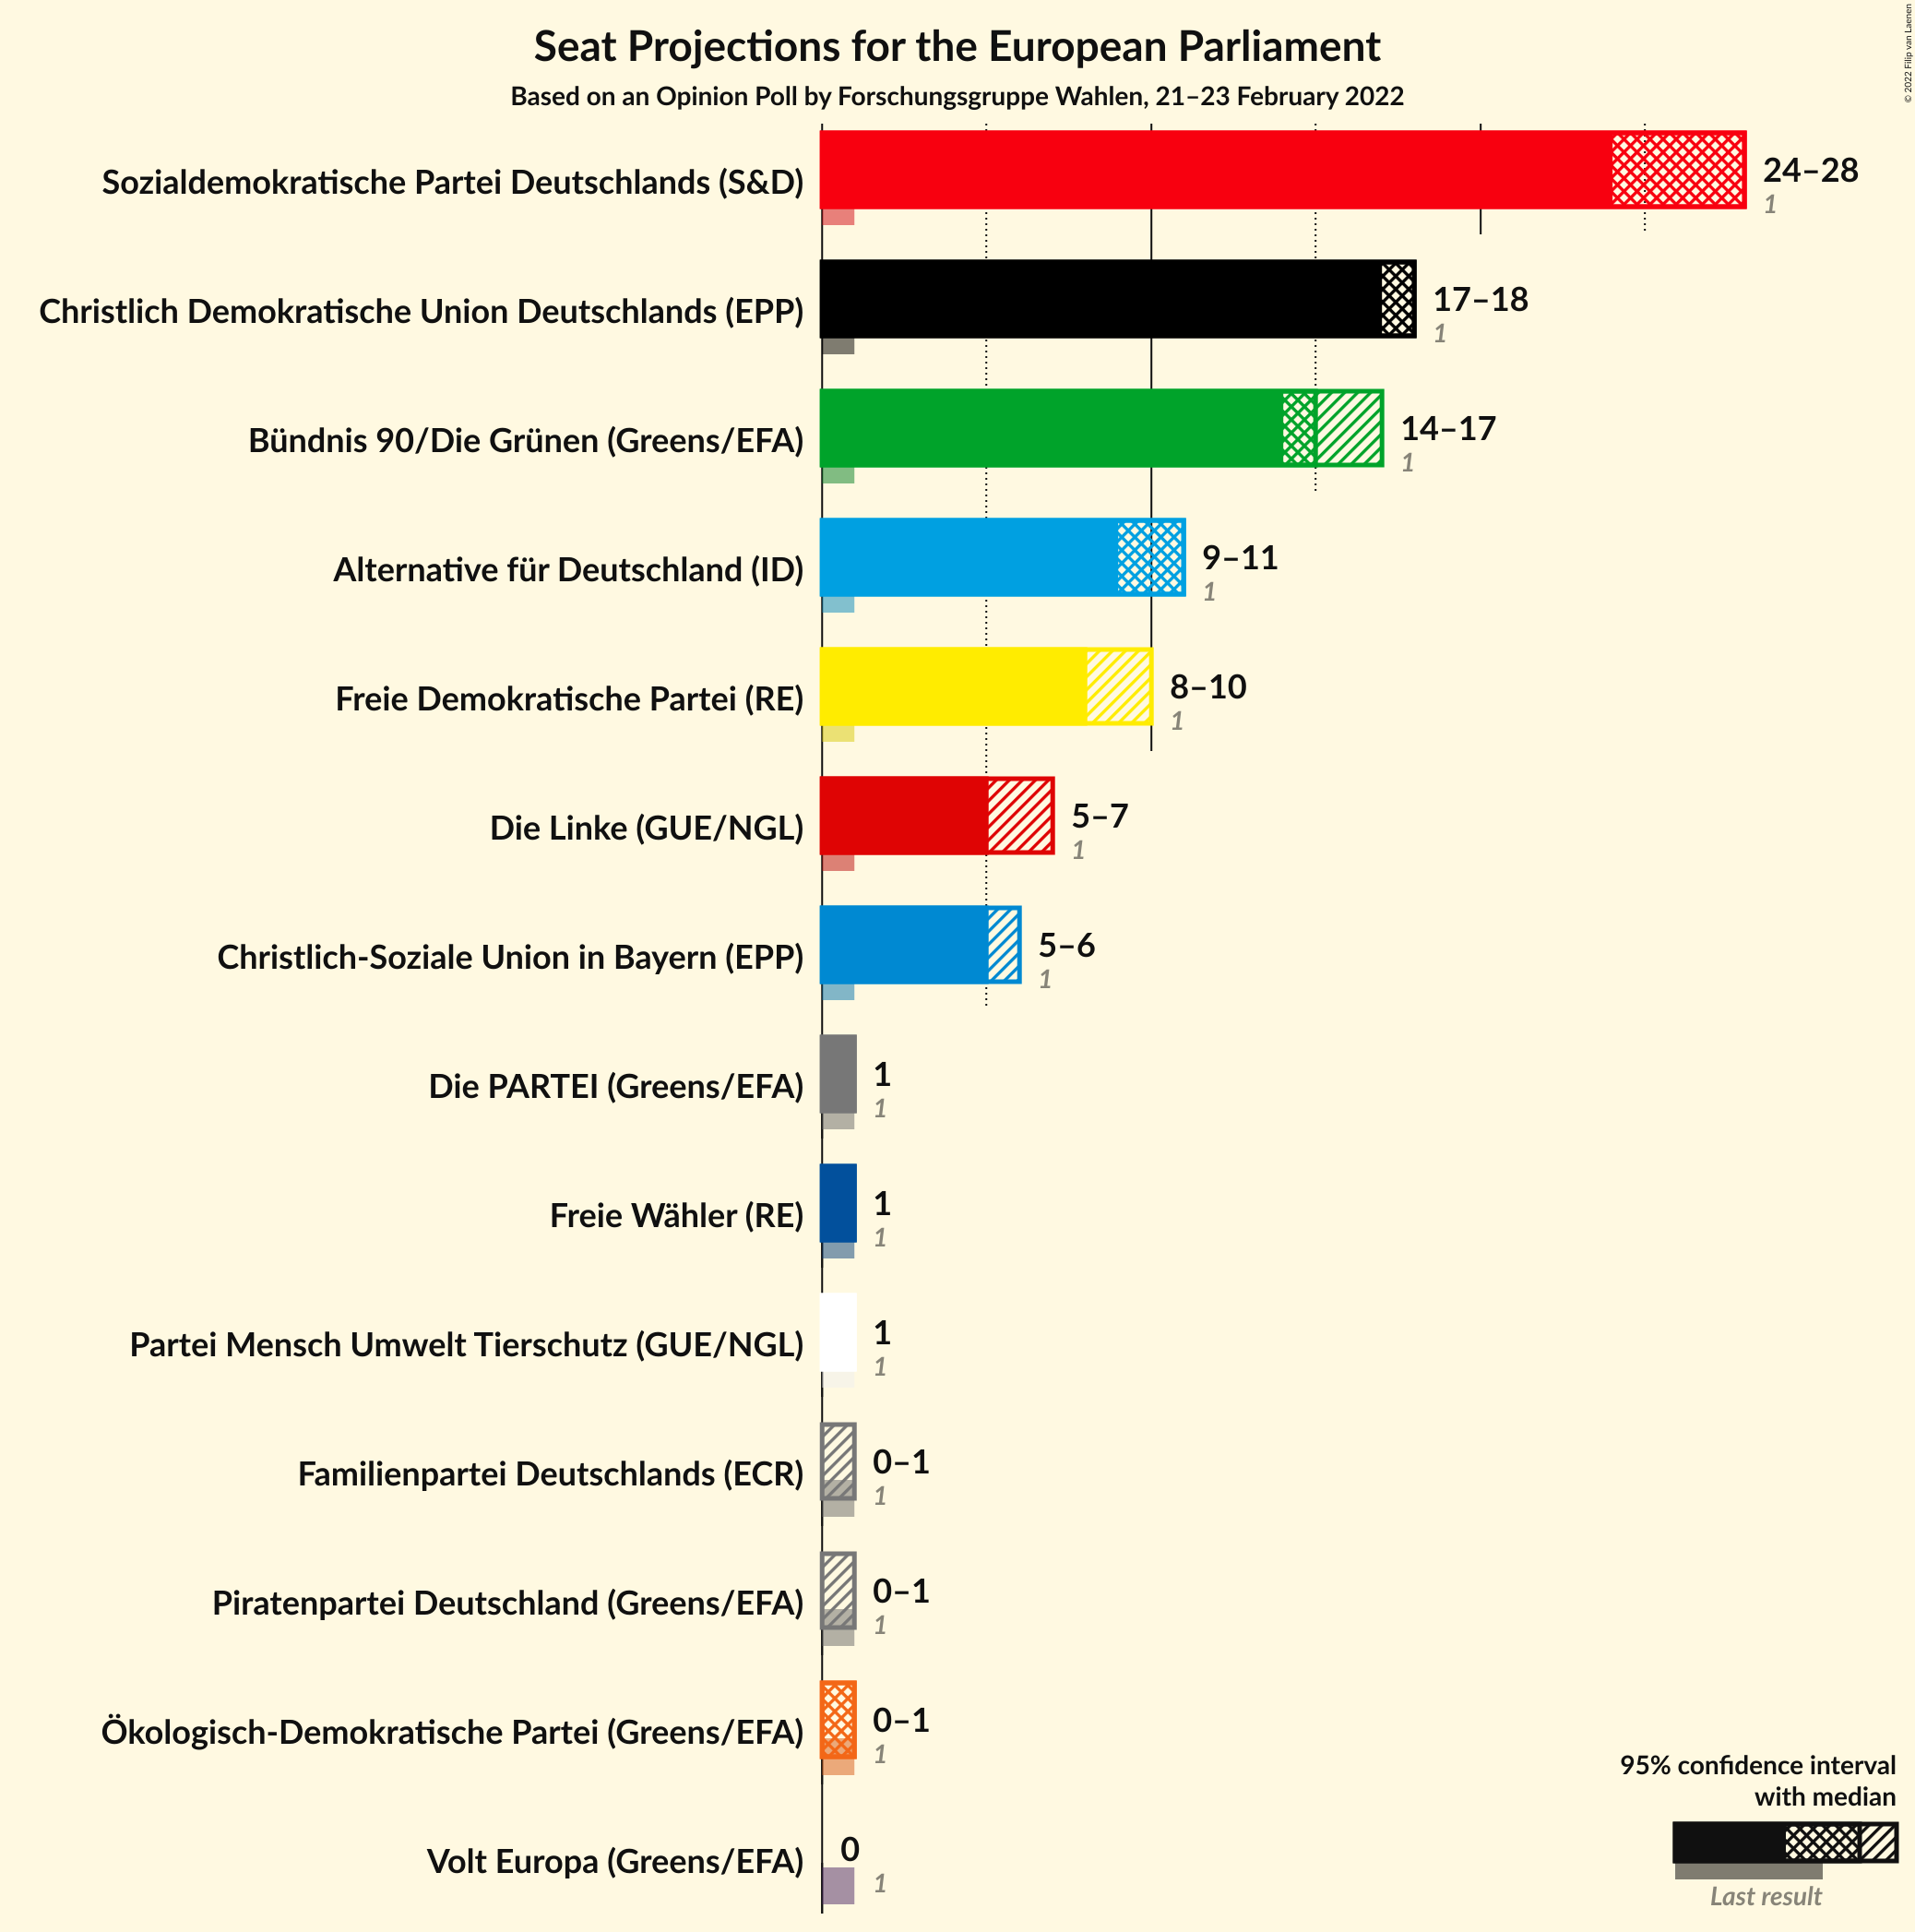 Seat Projections for the European Parliament
Based on an Opinion Poll by Forschungsgruppe Wahlen, 21–23 February 2022
© 2022 Filip van Laenen
Sozialdemokratische Partei Deutschlands (S&D)
24–28
1
Christlich Demokratische Union Deutschlands (EPP)
17–18
1
Bündnis 90/Die Grünen (Greens/EFA)
14–17
1
Alternative für Deutschland (ID)
9–11
1
Freie Demokratische Partei (RE)
8–10
1
Die Linke (GUE/NGL)
5–7
1
Christlich-Soziale Union in Bayern (EPP)
5–6
1
Die PARTEI (Greens/EFA)
1
1
Freie Wähler (RE)
1
1
Partei Mensch Umwelt Tierschutz (GUE/NGL)
1
1
Familienpartei Deutschlands (ECR)
0–1
1
Piratenpartei Deutschland (Greens/EFA)
0–1
1
Ökologisch-Demokratische Partei (Greens/EFA)
0–1
1
Volt Europa (Greens/EFA)
0
1
95% confidence interval
with median
Last result